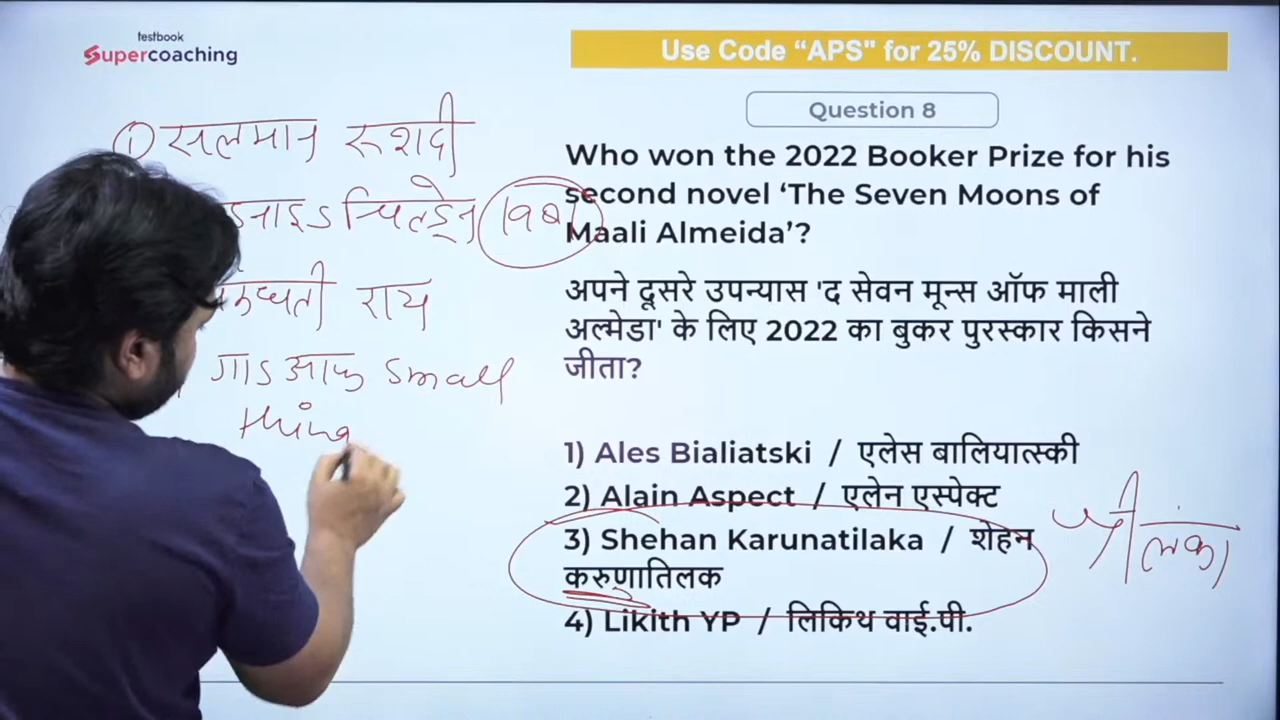 testbook
Supercoaching
Use Code “APS" for 25% DISCOUNT.
Question 8
Who won the 2022 Booker Prize for his
second novel ‘The Seven Moons of
Maali Almeida’?
अपने दूसरे उपन्यास 'द सेवन मून्स ऑफ माली
अल्मेडा' के लिए 2022 का बुकर पुरस्कार किसने
जीता?
1) Ales Bialiatski / एलेस बालियात्स्की
2) Alain Aspect / एलेन एस्पेक्ट
3) Shehan Karunatilaka / शेहन
करुणातिलक
4) Likith YP / लिकिथ वाई.पी.
① सलमान रूशदी
राय
गाड आफ small
thing
श्री लंका